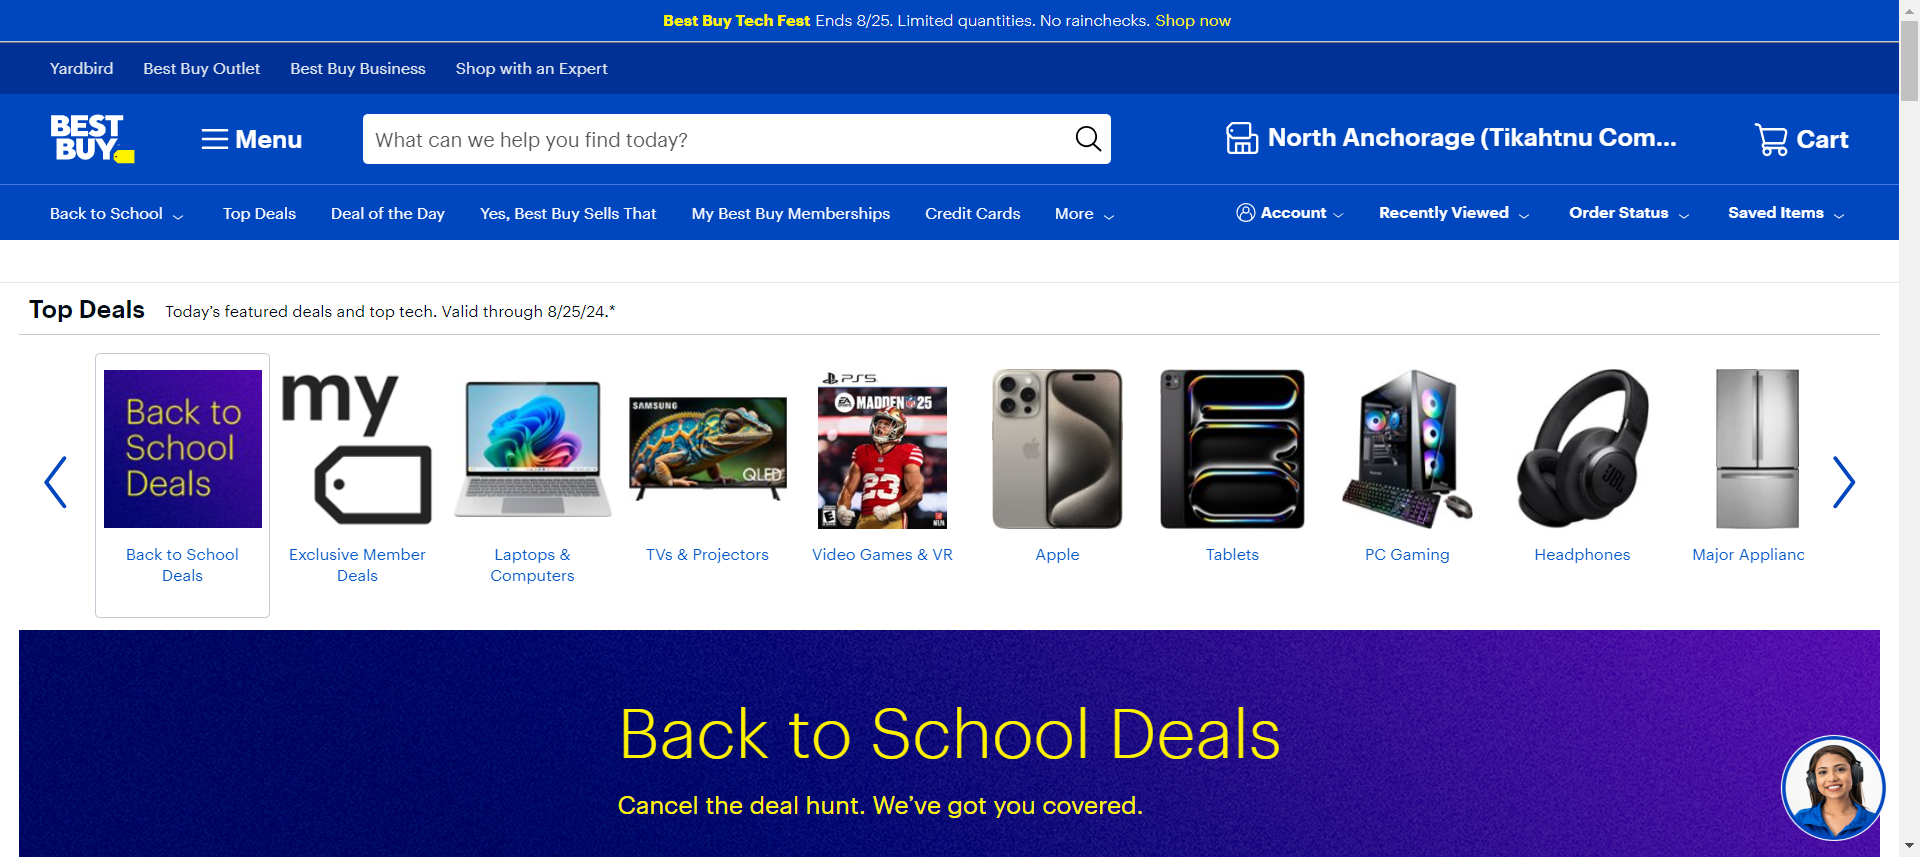 Best Buy Tech Fest Ends 8/25. Limited quantities. No rainchecks. Shop now
Yardbird Best Buy Outlet Best Buy Business Shop with an Expert
BEST BUY
Menu
What can we help you find today?
North Anchorage (Tikahtnu Com...
Cart
Back to School Top Deals Deal of the Day Yes, Best Buy Sells That My Best Buy Memberships Credit Cards More Account Recently Viewed Order Status Saved Items
Top Deals Today’s featured deals and top tech. Valid through 8/25/24.*
Back to
School
Deals
my
SAMSUNG
QLED
PS5
EA MADDEN NFL 25
23
JBL
Back to School
Deals
Exclusive Member
Deals
Laptops &
Computers
TVs & Projectors
Video Games & VR
Apple
Tablets
PC Gaming
Headphones
Major Applianc
Back to School Deals
Cancel the deal hunt. We’ve got you covered.